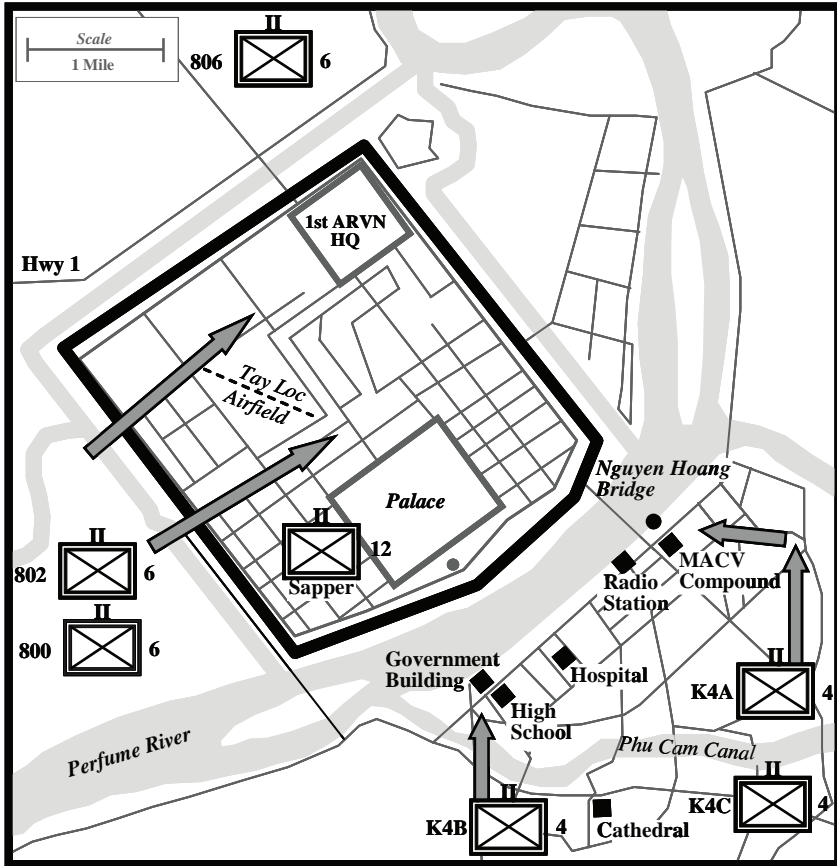 Scale
1 Mile
II
806 6
1st ARVN
HQ
Hwy 1
Tay Loc
Airfield
Nguyen Hoang
Bridge
Palace
II
12
Sapper
II
802 6
II
800 6
MACV
Compound
Radio
Station
Government
Building
Hospital
High
School
II
K4A 4
Perfume River
Phu Cam Canal
II
K4B 4
Cathedral
II
K4C 4